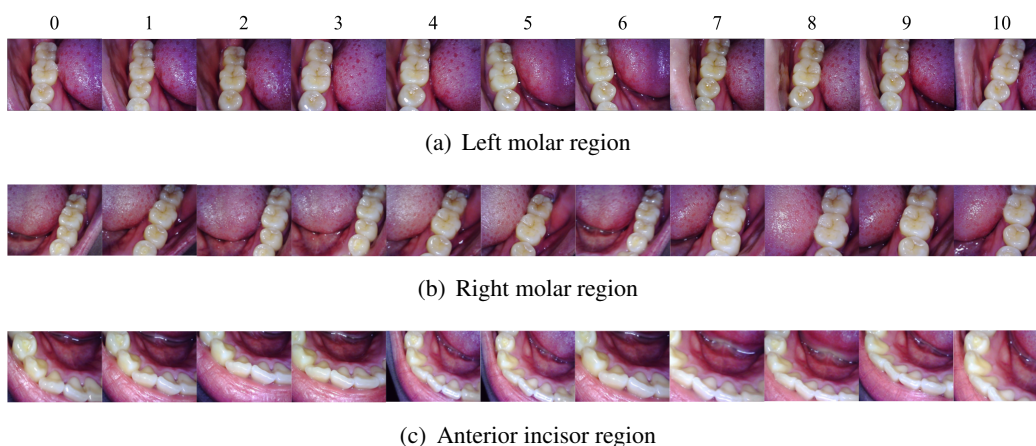 0 1 2 3 4 5 6 7 8 9 10
(a) Left molar region
(b) Right molar region
(c) Anterior incisor region